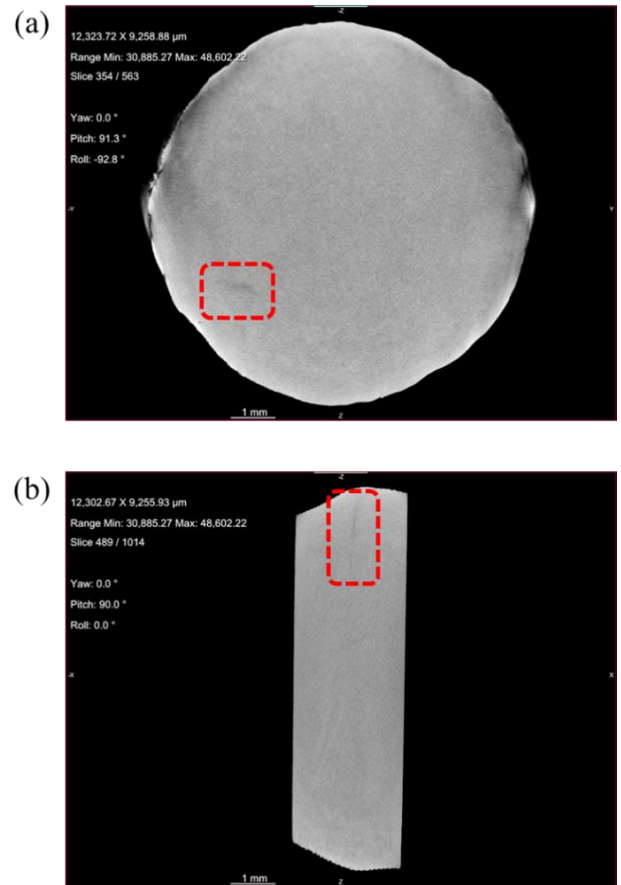 (a)
-Z
12,323.72 X 9,258.88 µm
Range Min: 30,885.27 Max: 48,602.22
Slice 354 / 563
Yaw: 0.0 °
Pitch: 91.3 °
Roll: -92.8 °
-Y
Y
1 mm
Z
(b)
-Z
12,302.67 X 9,255.93 µm
Range Min: 30,885.27 Max: 48,602.22
Slice 489 / 1014
Yaw: 0.0 °
Pitch: 90.0 °
Roll: 0.0 °
-X
X
1 mm
Z